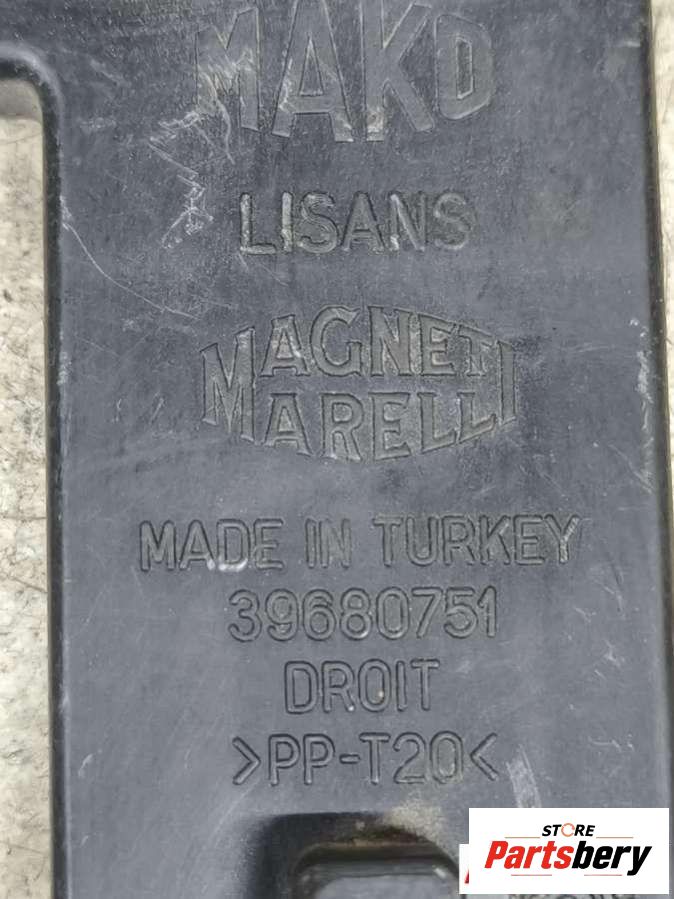 MAKO
LISANS
MAGNETI
MARELLI
MADE IN TURKEY
39680751
DROIT
>PP-T20<
STORE
Partsbery